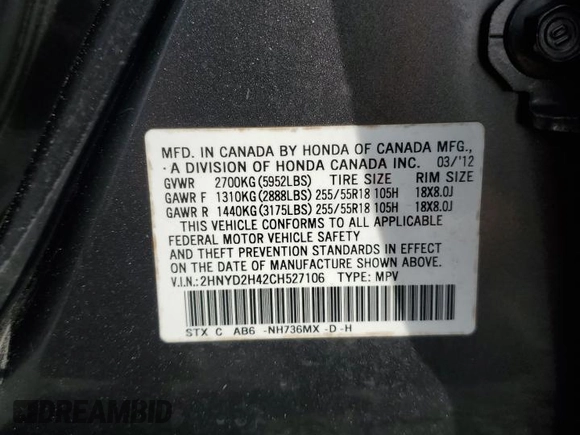 MFD. IN CANADA BY HONDA OF CANADA MFG.,
A DIVISION OF HONDA CANADA INC. 03/'12
GVWR 2700KG(5952LBS) TIRE SIZE RIM SIZE
GAWR F 1310KG(2888LBS) 255/55R18 105H 18X8.0J
GAWR R 1440KG(3175LBS) 255/55R18 105H 18X8.0J
THIS VEHICLE CONFORMS TO ALL APPLICABLE
FEDERAL MOTOR VEHICLE SAFETY
AND THEFT PREVENTION STANDARDS IN EFFECT
ON THE DATE OF MANUFACTURE SHOWN ABOVE.
V.I.N.: 2HNYD2H42CH527106 TYPE: MPV
STX C AB6 -NH736MX -D -H
DREAMBID